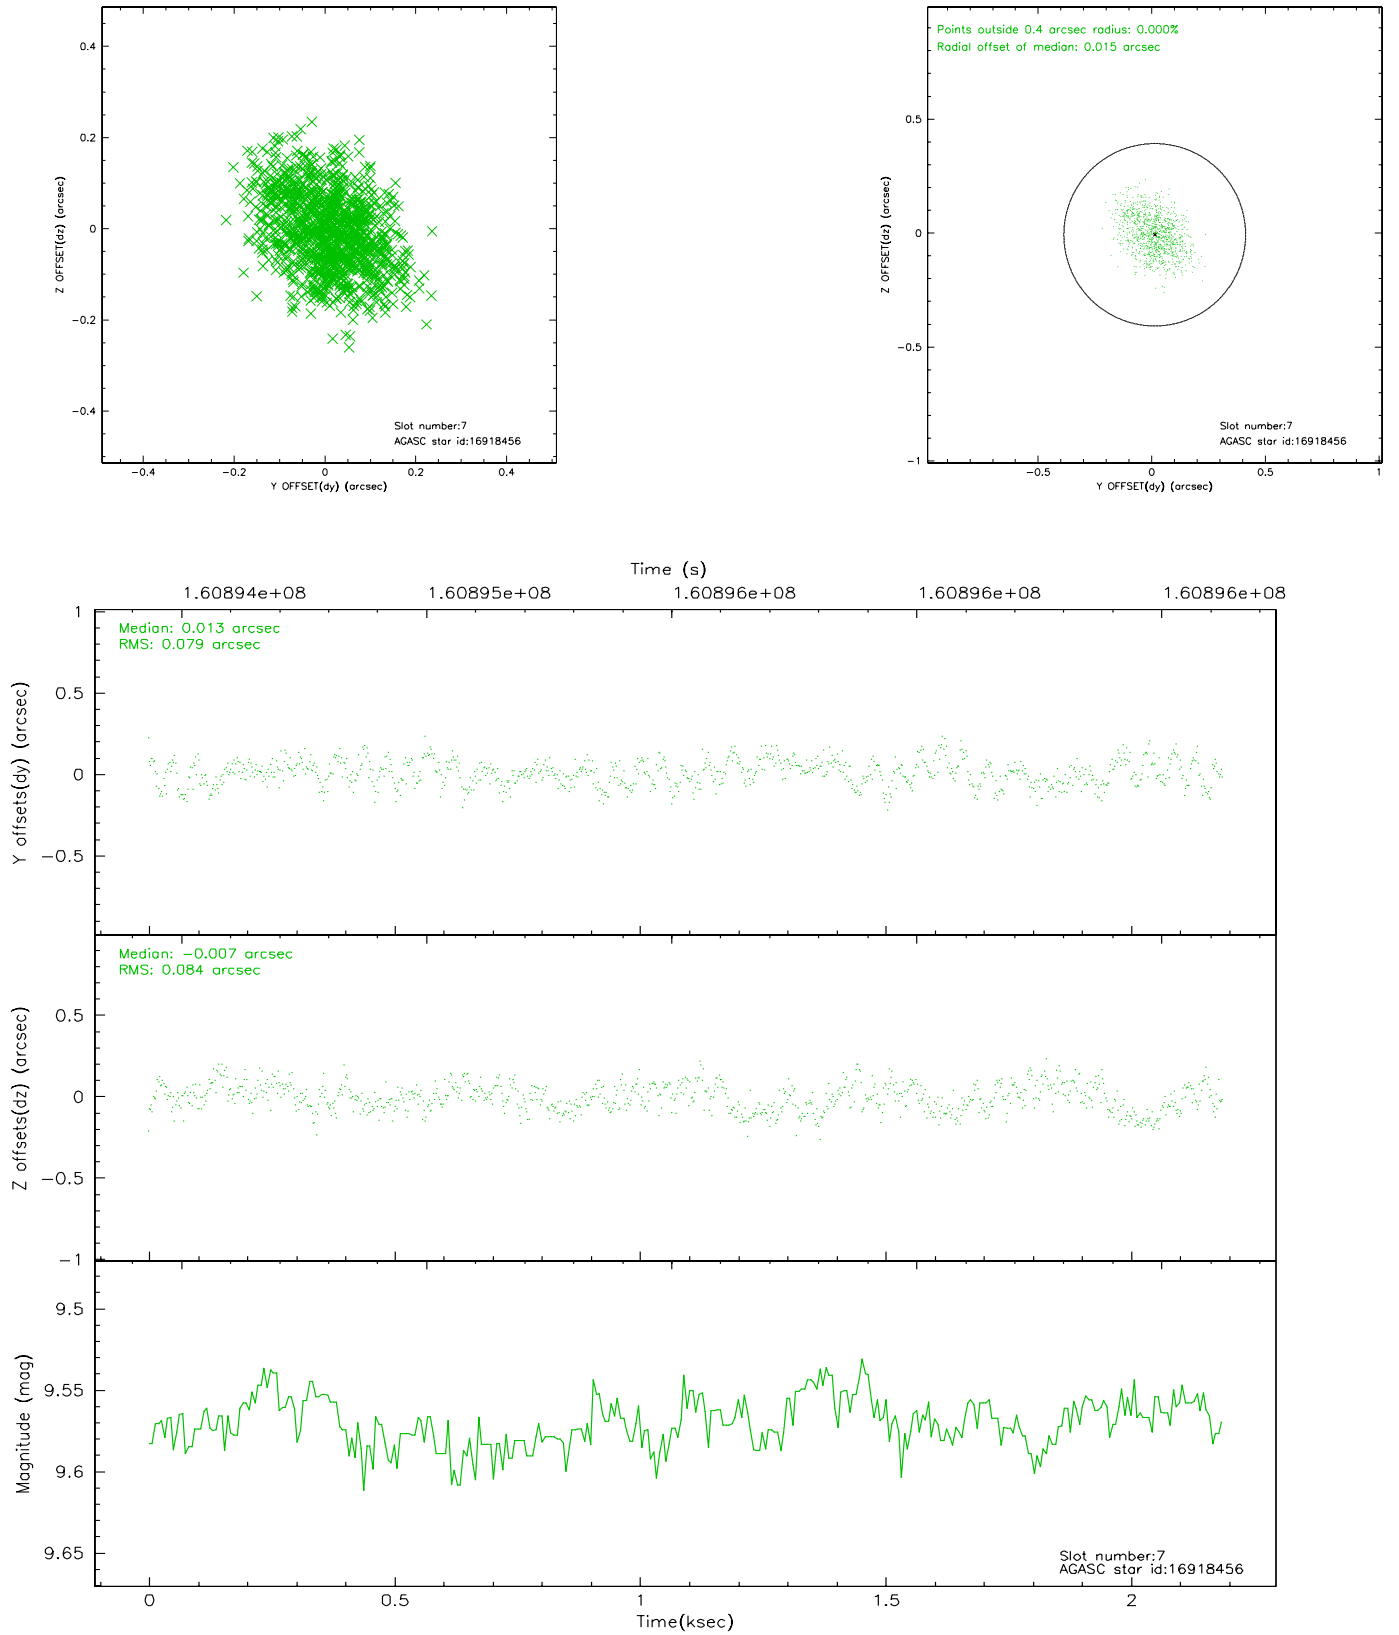 0.4
0.2
0
−0.2
−0.4
−0.4
−0.2
0
0.2
0.4
Z OFFSET(dz) (arcsec)
Y OFFSET(dy) (arcsec)
Slot number:7
AGASC star id:16918456
Points outside 0.4 arcsec radius: 0.000%
Radial offset of median: 0.015 arcsec
0.5
0
−0.5
−1
−0.5
0
0.5
1
Z OFFSET(dz) (arcsec)
Y OFFSET(dy) (arcsec)
Slot number:7
AGASC star id:16918456
Time (s)
1.60894e+08
1.60895e+08
1.60896e+08
1.60896e+08
1.60896e+08
Median: 0.013 arcsec
RMS: 0.079 arcsec
1
0.5
0
−0.5
Y offsets(dy) (arcsec)
Median: −0.007 arcsec
RMS: 0.084 arcsec
0.5
0
−0.5
−1
Z offsets(dz) (arcsec)
9.5
9.55
9.6
9.65
Magnitude (mag)
Slot number:7
AGASC star id:16918456
0
0.5
1
1.5
2
Time(ksec)